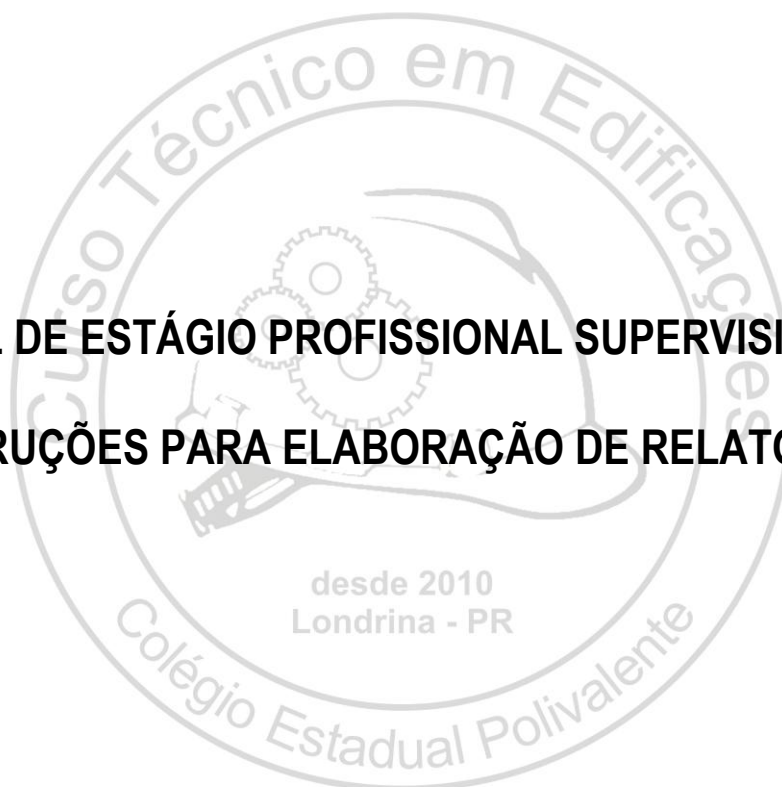 Curso Técnico em Edificações
L DE ESTÁGIO PROFISSIONAL SUPERVISI
RUÇÕES PARA ELABORAÇÃO DE RELATO
desde 2010
Londrina - PR
Colégio Estadual Polivalente